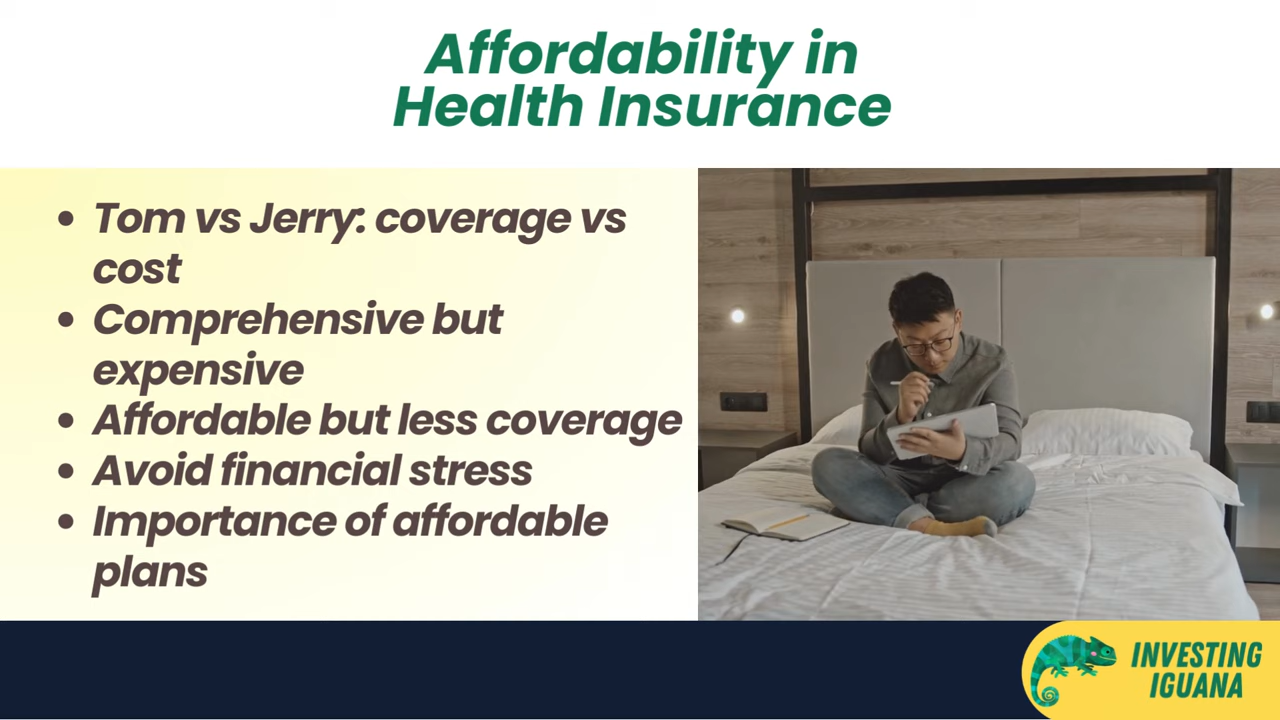 Affordability in
Health Insurance
• Tom vs Jerry: coverage vs
cost
• Comprehensive but
expensive
• Affordable but less coverage
• Avoid financial stress
• Importance of affordable
plans
INVESTING
IGUANA